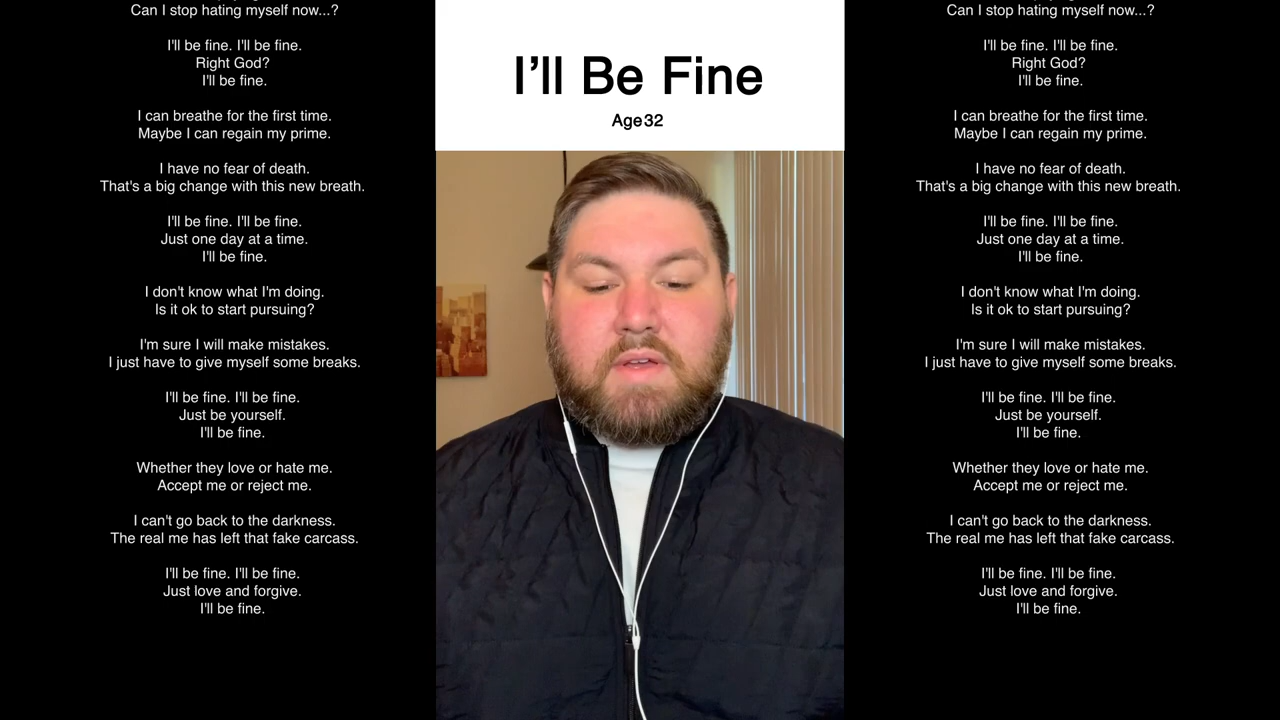 Can I stop hating myself now...?
I'll be fine. I'll be fine.
Right God?
I'll be fine.
I can breathe for the first time.
Maybe I can regain my prime.
I have no fear of death.
That's a big change with this new breath.
I'll be fine. I'll be fine.
Just one day at a time.
I'll be fine.
I don't know what I'm doing.
Is it ok to start pursuing?
I'm sure I will make mistakes.
I just have to give myself some breaks.
I'll be fine. I'll be fine.
Just be yourself.
I'll be fine.
Whether they love or hate me.
Accept me or reject me.
I can't go back to the darkness.
The real me has left that fake carcass.
I'll be fine. I'll be fine.
Just love and forgive.
I'll be fine.
I'll Be Fine
Age 32
Can I stop hating myself now...?
I'll be fine. I'll be fine.
Right God?
I'll be fine.
I can breathe for the first time.
Maybe I can regain my prime.
I have no fear of death.
That's a big change with this new breath.
I'll be fine. I'll be fine.
Just one day at a time.
I'll be fine.
I don't know what I'm doing.
Is it ok to start pursuing?
I'm sure I will make mistakes.
I just have to give myself some breaks.
I'll be fine. I'll be fine.
Just be yourself.
I'll be fine.
Whether they love or hate me.
Accept me or reject me.
I can't go back to the darkness.
The real me has left that fake carcass.
I'll be fine. I'll be fine.
Just love and forgive.
I'll be fine.